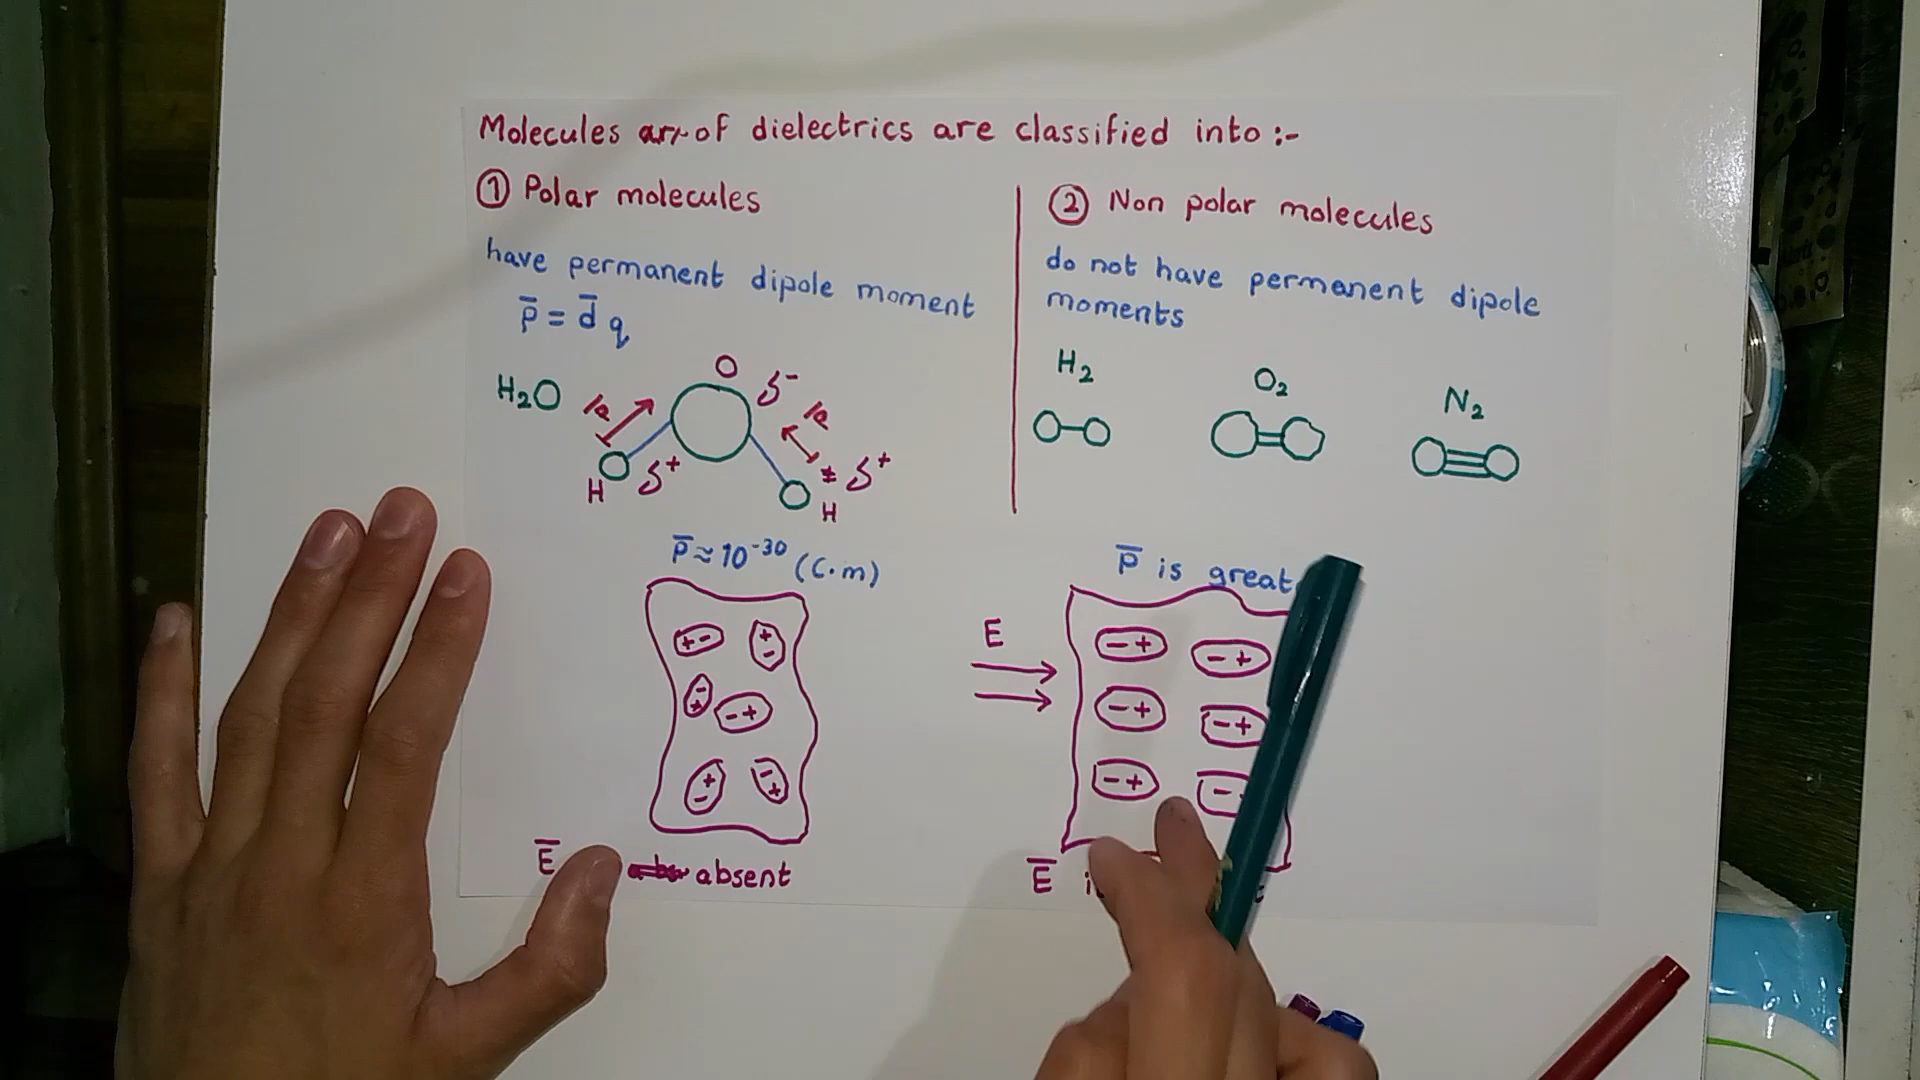 Molecules of dielectrics are classified into :-
① Polar molecules
have permanent dipole moment
p̅ = d̅ q
H₂O
O
δ⁻
p̅
p̅
δ⁺
H
± δ⁺
H
p̅ ≈ 10⁻³⁰ (C·m)
+ -
+ -
- +
- +
+ -
- +
E̅
absent
② Non polar molecules
do not have permanent dipole
moments
H₂
O₂
N₂
p̅ is great
E
- +
- +
- +
- +
- +
-
E̅